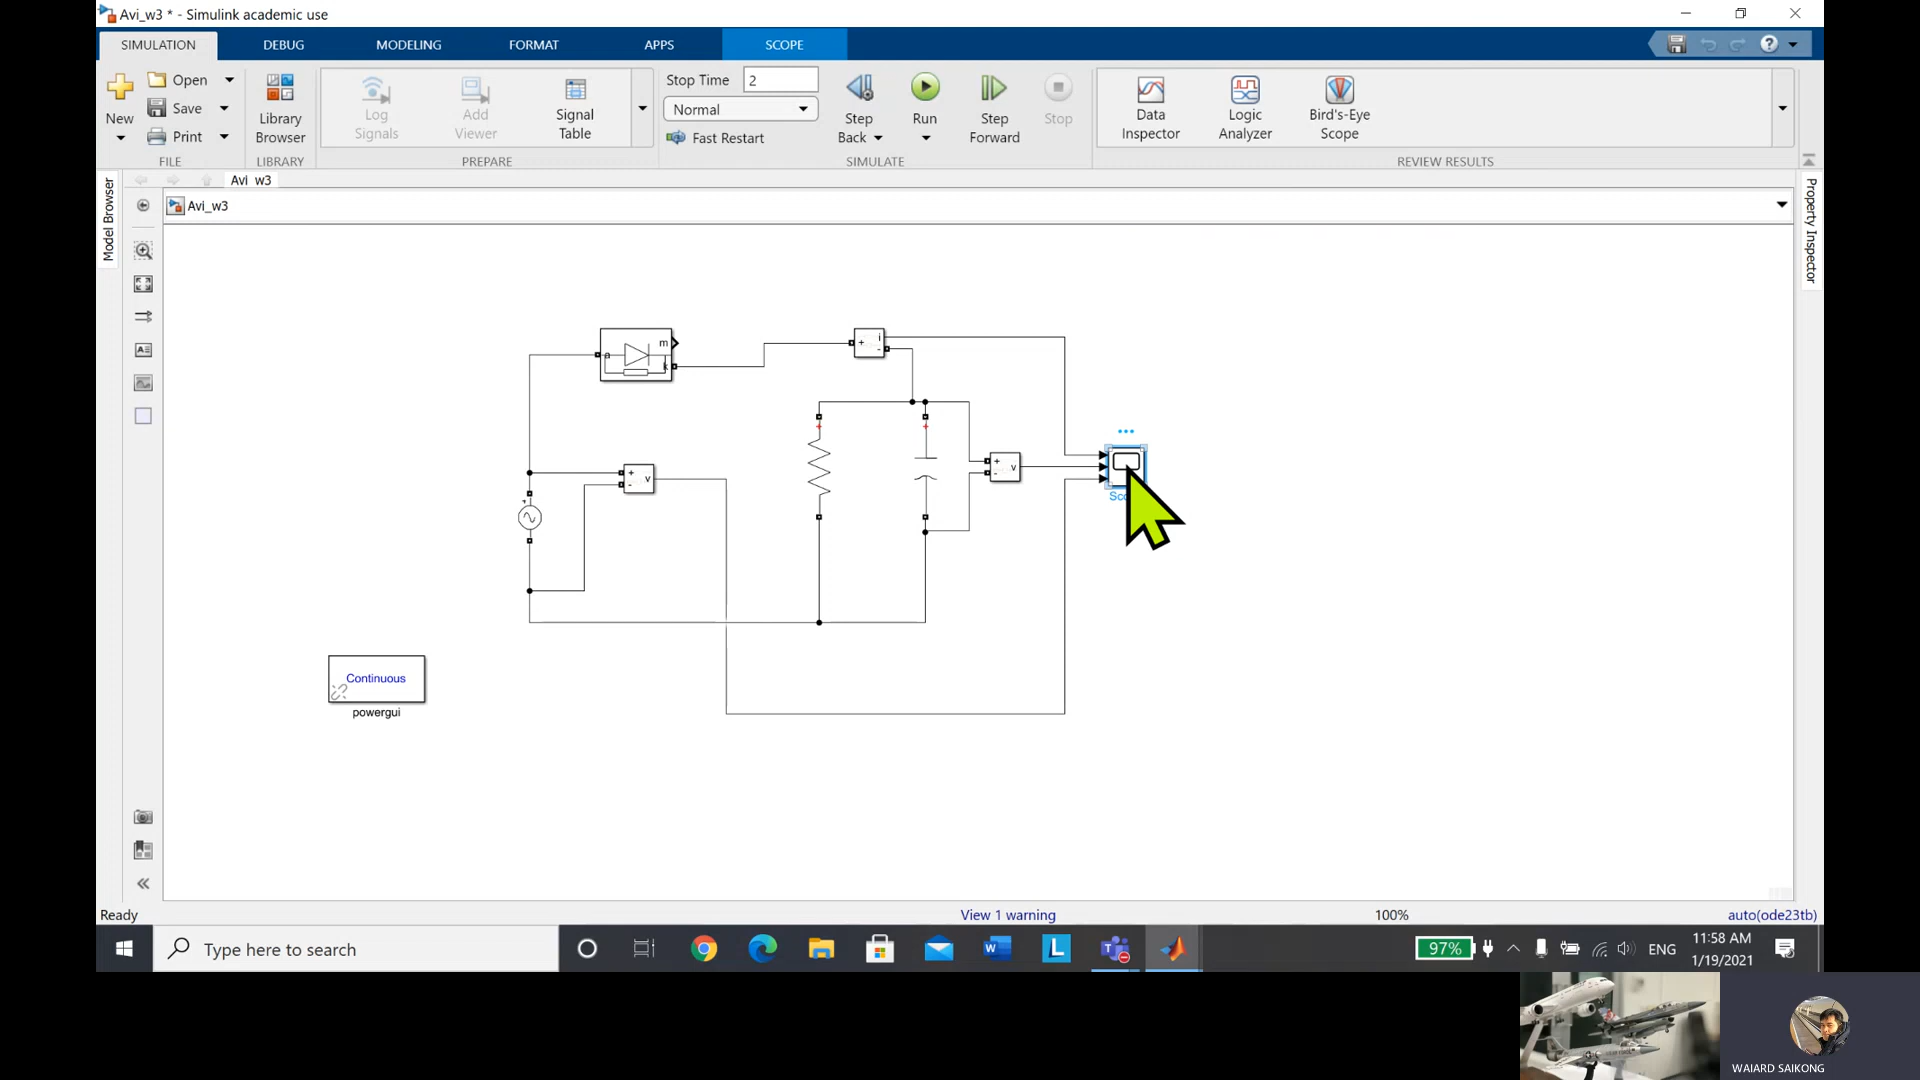 Avi_w3 * - Simulink academic use
SIMULATION
DEBUG
MODELING
FORMAT
APPS
SCOPE
New
Open
Save
Print
FILE
Library
Browser
LIBRARY
Log
Signals
Add
Viewer
Signal
Table
PREPARE
Stop Time
2
Normal
Fast Restart
Step
Back
Run
Step
Forward
Stop
SIMULATE
Data
Inspector
Logic
Analyzer
Bird's-Eye
Scope
REVIEW RESULTS
Model Browser
Avi_w3
Avi_w3
Property Inspector
a
m
k
+
i
-
+
-
v
+
+
+
-
v
+
Continuous
powergui
Ready
View 1 warning
100%
auto(ode23tb)
Type here to search
97%
ENG
11:58 AM
1/19/2021
WAIARD SAIKONG